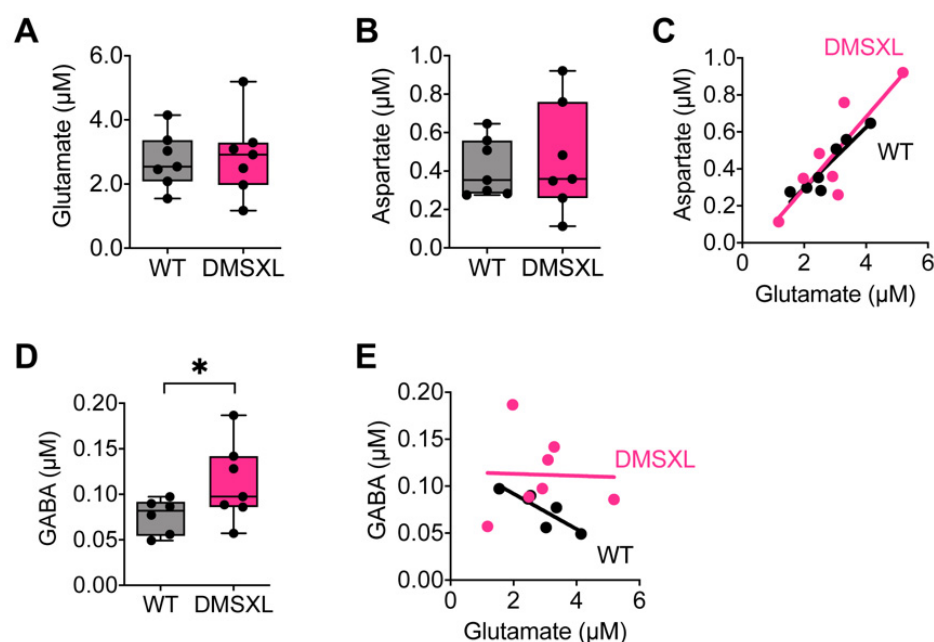 A
Glutamate (μM)
6.0
4.0
2.0
0.0
WT DMSXL
B
Aspartate (μM)
1.0
0.8
0.6
0.4
0.2
0.0
WT DMSXL
C
Aspartate (μM)
1.0
0.8
0.6
0.4
0.2
0.0
DMSXL
WT
0 2 4 6
Glutamate (μM)
D
GABA (μM)
0.20
0.15
0.10
0.05
0.00
*
WT DMSXL
E
GABA (μM)
0.20
0.15
0.10
0.05
0.00
DMSXL
WT
0 2 4 6
Glutamate (μM)